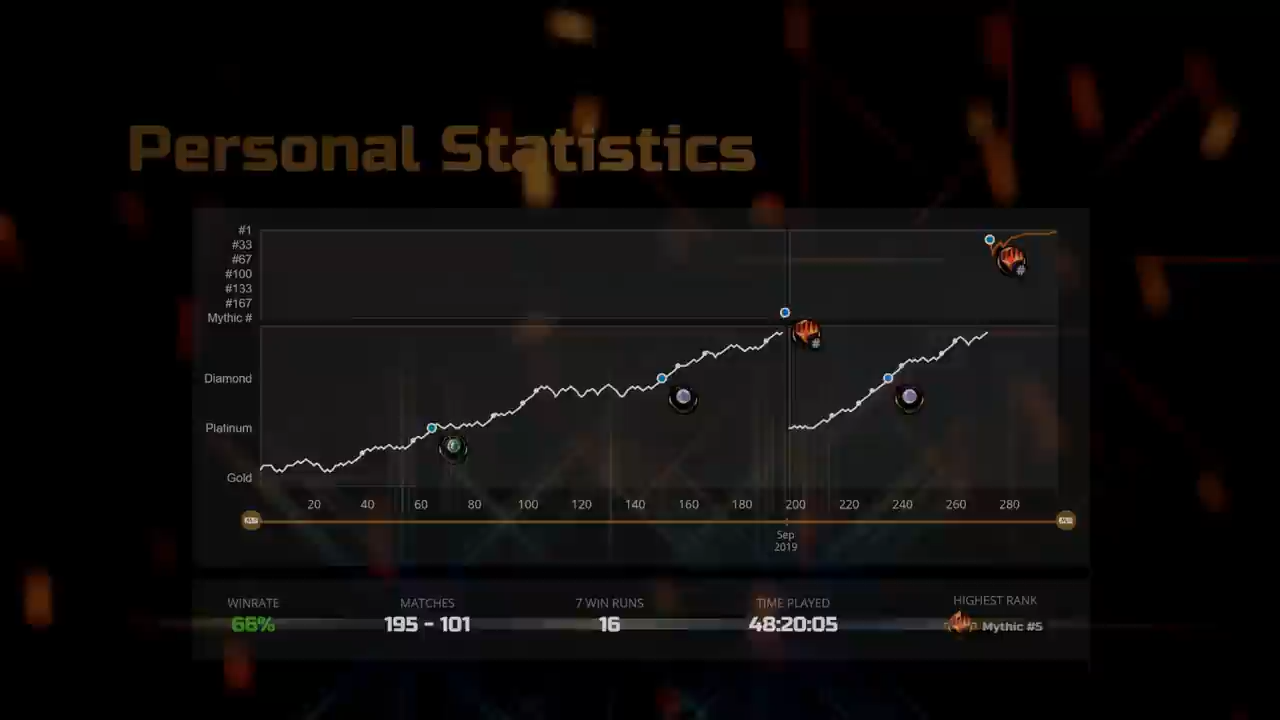 Personal Statistics
#1
#33
#67
#100
#133
#167
Mythic #
Diamond
Platinum
Gold
20 40 60 80 100 120 140 160 180 200 220 240 260 280
Sep
2019
WINRATE MATCHES 7 WIN RUNS TIME PLAYED HIGHEST RANK
66% 195 - 101 16 48:20:05 Mythic #5